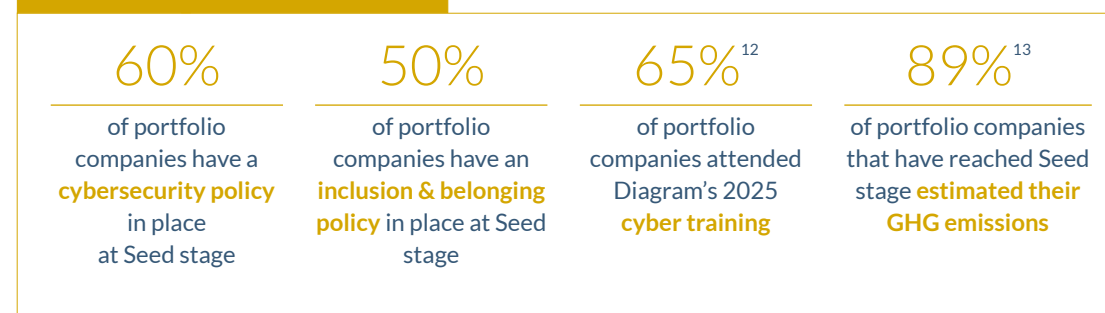 60%
of portfolio
companies have a
cybersecurity policy
in place
at Seed stage
50%
of portfolio
companies have an
inclusion & belonging
policy in place at Seed
stage
65%12
of portfolio
companies attended
Diagram's 2025
cyber training
89%13
of portfolio companies
that have reached Seed
stage estimated their
GHG emissions